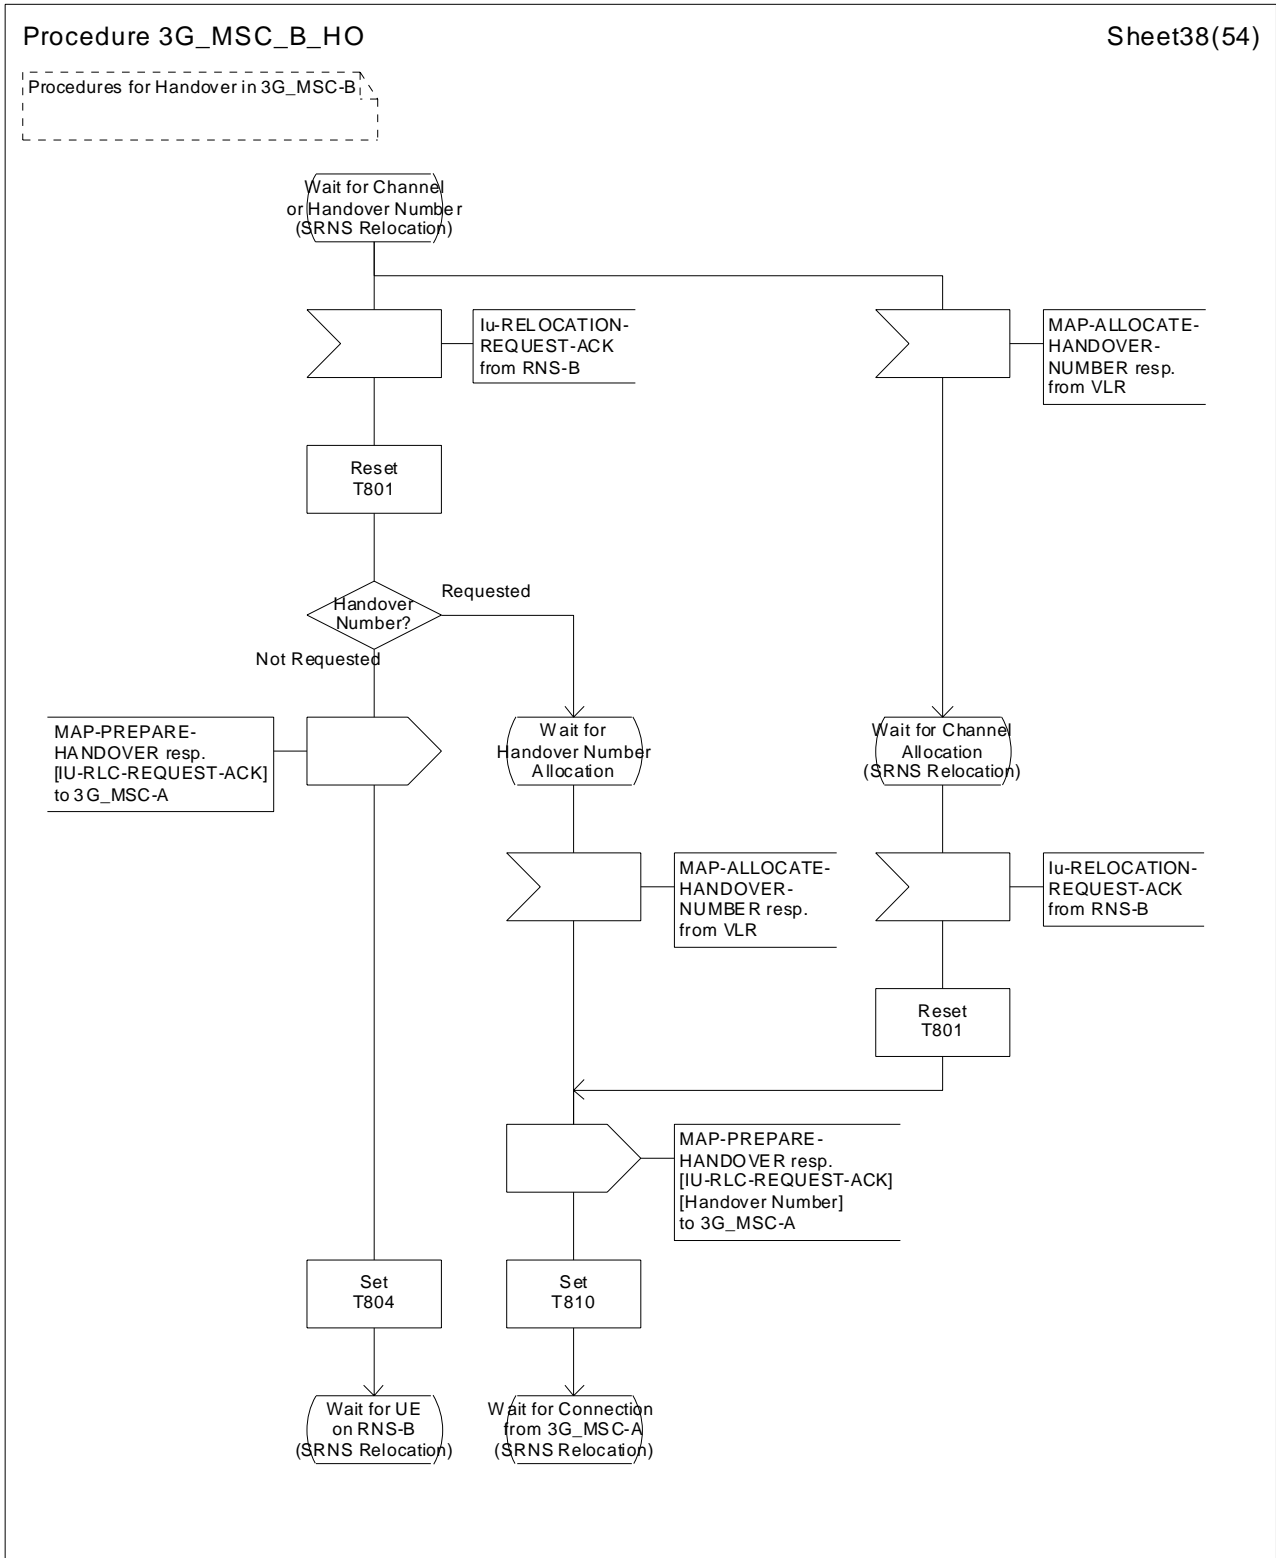 Procedure 3G_MSC_B_HO
Sheet38(54)
Procedures for Handover in 3G_MSC-B
Wait for Channel
or Handover Number
(SRNS Relocation)
Iu-RELOCATION-
REQUEST-ACK
from RNS-B
MAP-ALLOCATE-
HANDOVER-
NUMBER resp.
from VLR
Reset
T801
Handover
Number?
Requested
Not Requested
MAP-PREPARE-
HANDOVER resp.
[IU-RLC-REQUEST-ACK]
to 3G_MSC-A
Wait for
Handover Number
Allocation
Wait for Channel
Allocation
(SRNS Relocation)
MAP-ALLOCATE-
HANDOVER-
NUMBER resp.
from VLR
Iu-RELOCATION-
REQUEST-ACK
from RNS-B
Reset
T801
MAP-PREPARE-
HANDOVER resp.
[IU-RLC-REQUEST-ACK]
[Handover Number]
to 3G_MSC-A
Set
T804
Set
T810
Wait for UE
on RNS-B
(SRNS Relocation)
Wait for Connection
from 3G_MSC-A
(SRNS Relocation)